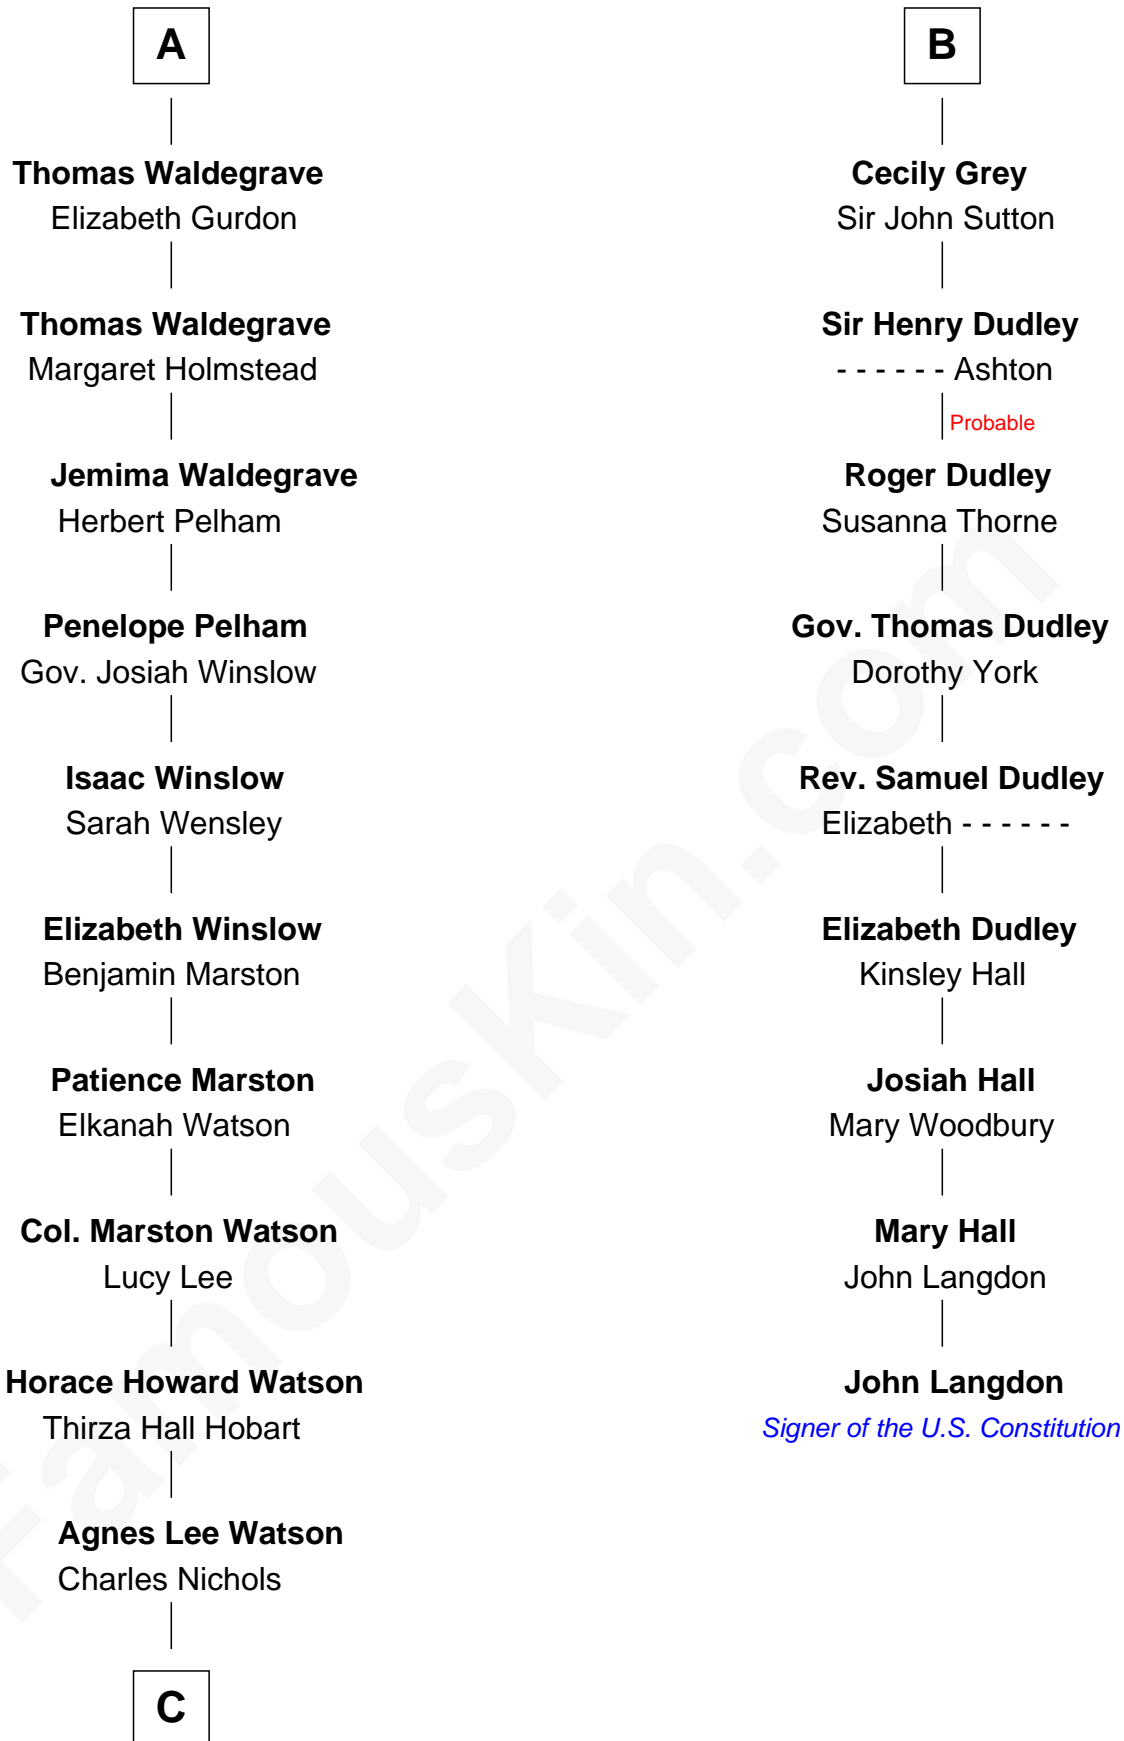 A
Thomas Waldegrave
Elizabeth Gurdon
Thomas Waldegrave
Margaret Holmstead
Jemima Waldegrave
Herbert Pelham
Penelope Pelham
Gov. Josiah Winslow
Isaac Winslow
Sarah Wensley
Elizabeth Winslow
Benjamin Marston
Patience Marston
Elkanah Watson
Col. Marston Watson
Lucy Lee
Horace Howard Watson
Thirza Hall Hobart
Agnes Lee Watson
Charles Nichols
C
B
Cecily Grey
Sir John Sutton
Sir Henry Dudley
- - - - - - Ashton
Probable
Roger Dudley
Susanna Thorne
Gov. Thomas Dudley
Dorothy York
Rev. Samuel Dudley
Elizabeth - - - - - -
Elizabeth Dudley
Kinsley Hall
Josiah Hall
Mary Woodbury
Mary Hall
John Langdon
John Langdon
Signer of the U.S. Constitution
FamousKin.com